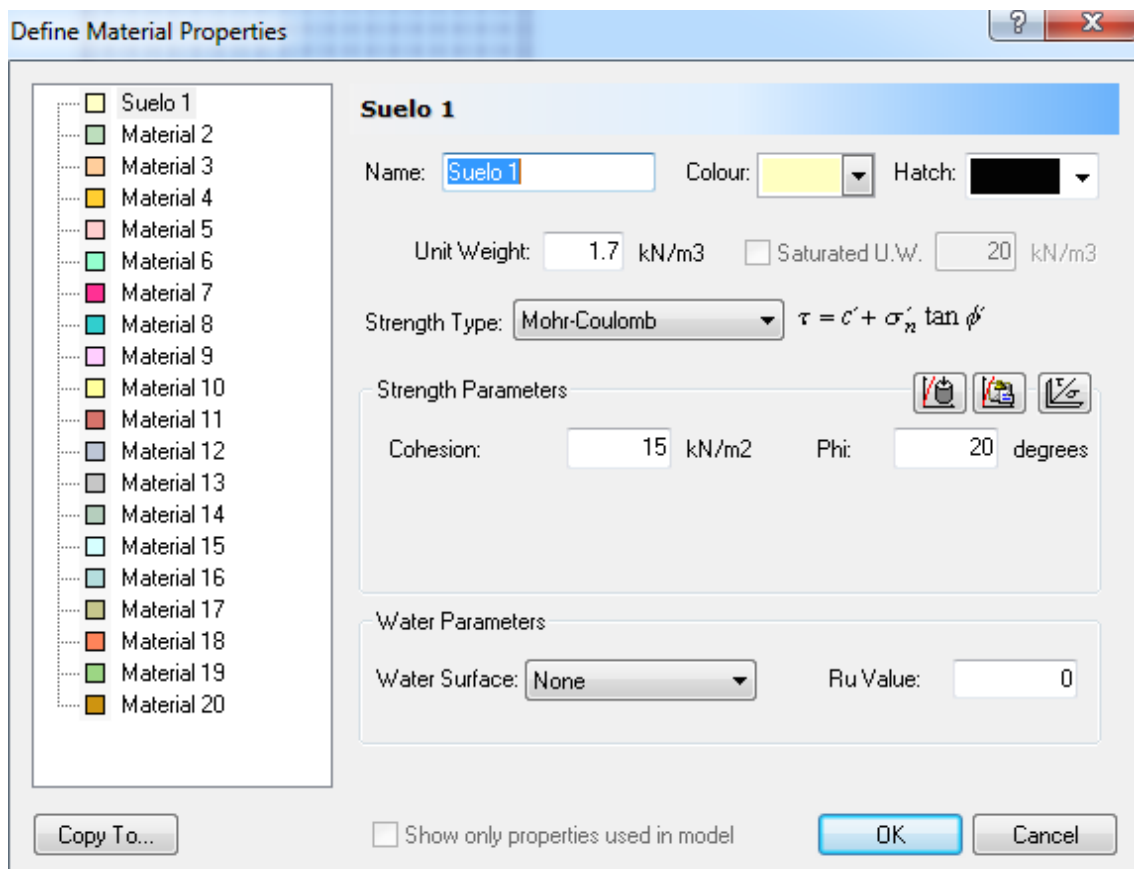 Define Material Properties
Suelo 1
Material 2
Material 3
Material 4
Material 5
Material 6
Material 7
Material 8
Material 9
Material 10
Material 11
Material 12
Material 13
Material 14
Material 15
Material 16
Material 17
Material 18
Material 19
Material 20
Suelo 1
Name: Suelo 1 Colour: Hatch:
Unit Weight: 1.7 kN/m3 Saturated U.W. 20 kN/m3
Strength Type: Mohr-Coulomb τ = c′ + σ′n tan ϕ′
Strength Parameters
Cohesion: 15 kN/m2 Phi: 20 degrees
Water Parameters
Water Surface: None Ru Value: 0
Copy To... Show only properties used in model OK Cancel